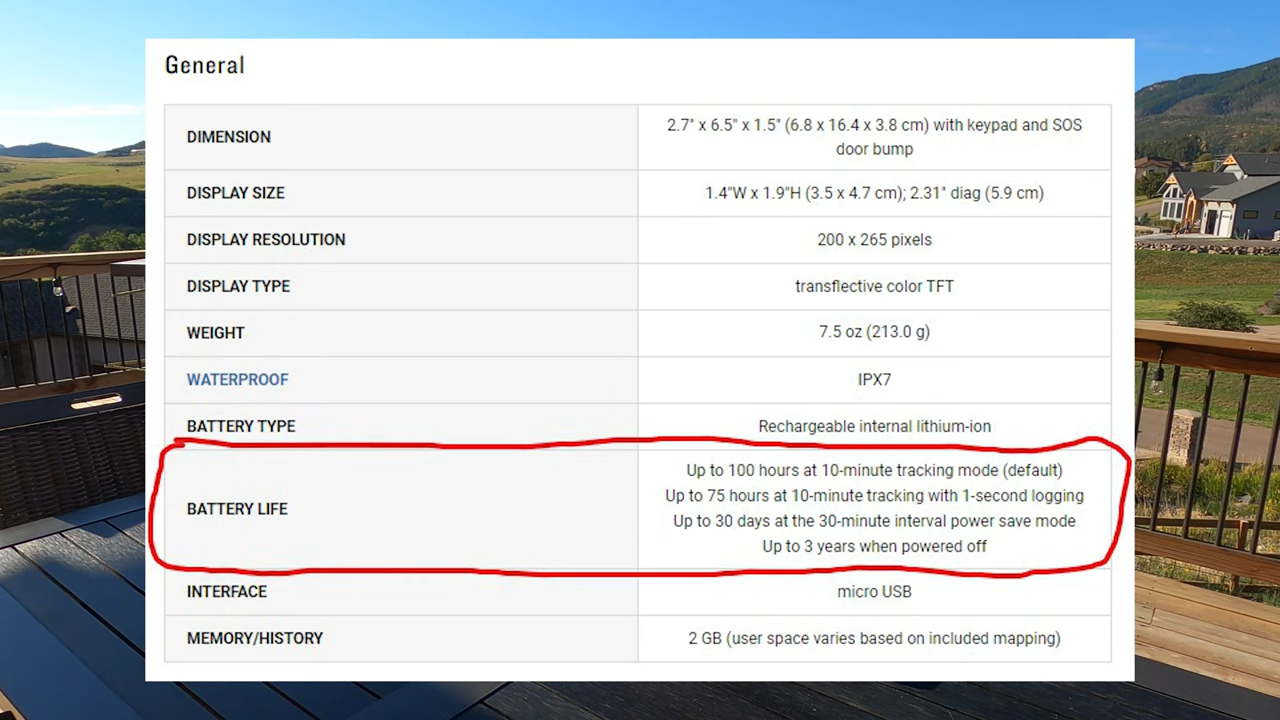 General
DIMENSION
2.7" x 6.5" x 1.5" (6.8 x 16.4 x 3.8 cm) with keypad and SOS
door bump
DISPLAY SIZE
1.4"W x 1.9"H (3.5 x 4.7 cm); 2.31" diag (5.9 cm)
DISPLAY RESOLUTION
200 x 265 pixels
DISPLAY TYPE
transflective color TFT
WEIGHT
7.5 oz (213.0 g)
WATERPROOF
IPX7
BATTERY TYPE
Rechargeable internal lithium-ion
BATTERY LIFE
Up to 100 hours at 10-minute tracking mode (default)
Up to 75 hours at 10-minute tracking with 1-second logging
Up to 30 days at the 30-minute interval power save mode
Up to 3 years when powered off
INTERFACE
micro USB
MEMORY/HISTORY
2 GB (user space varies based on included mapping)